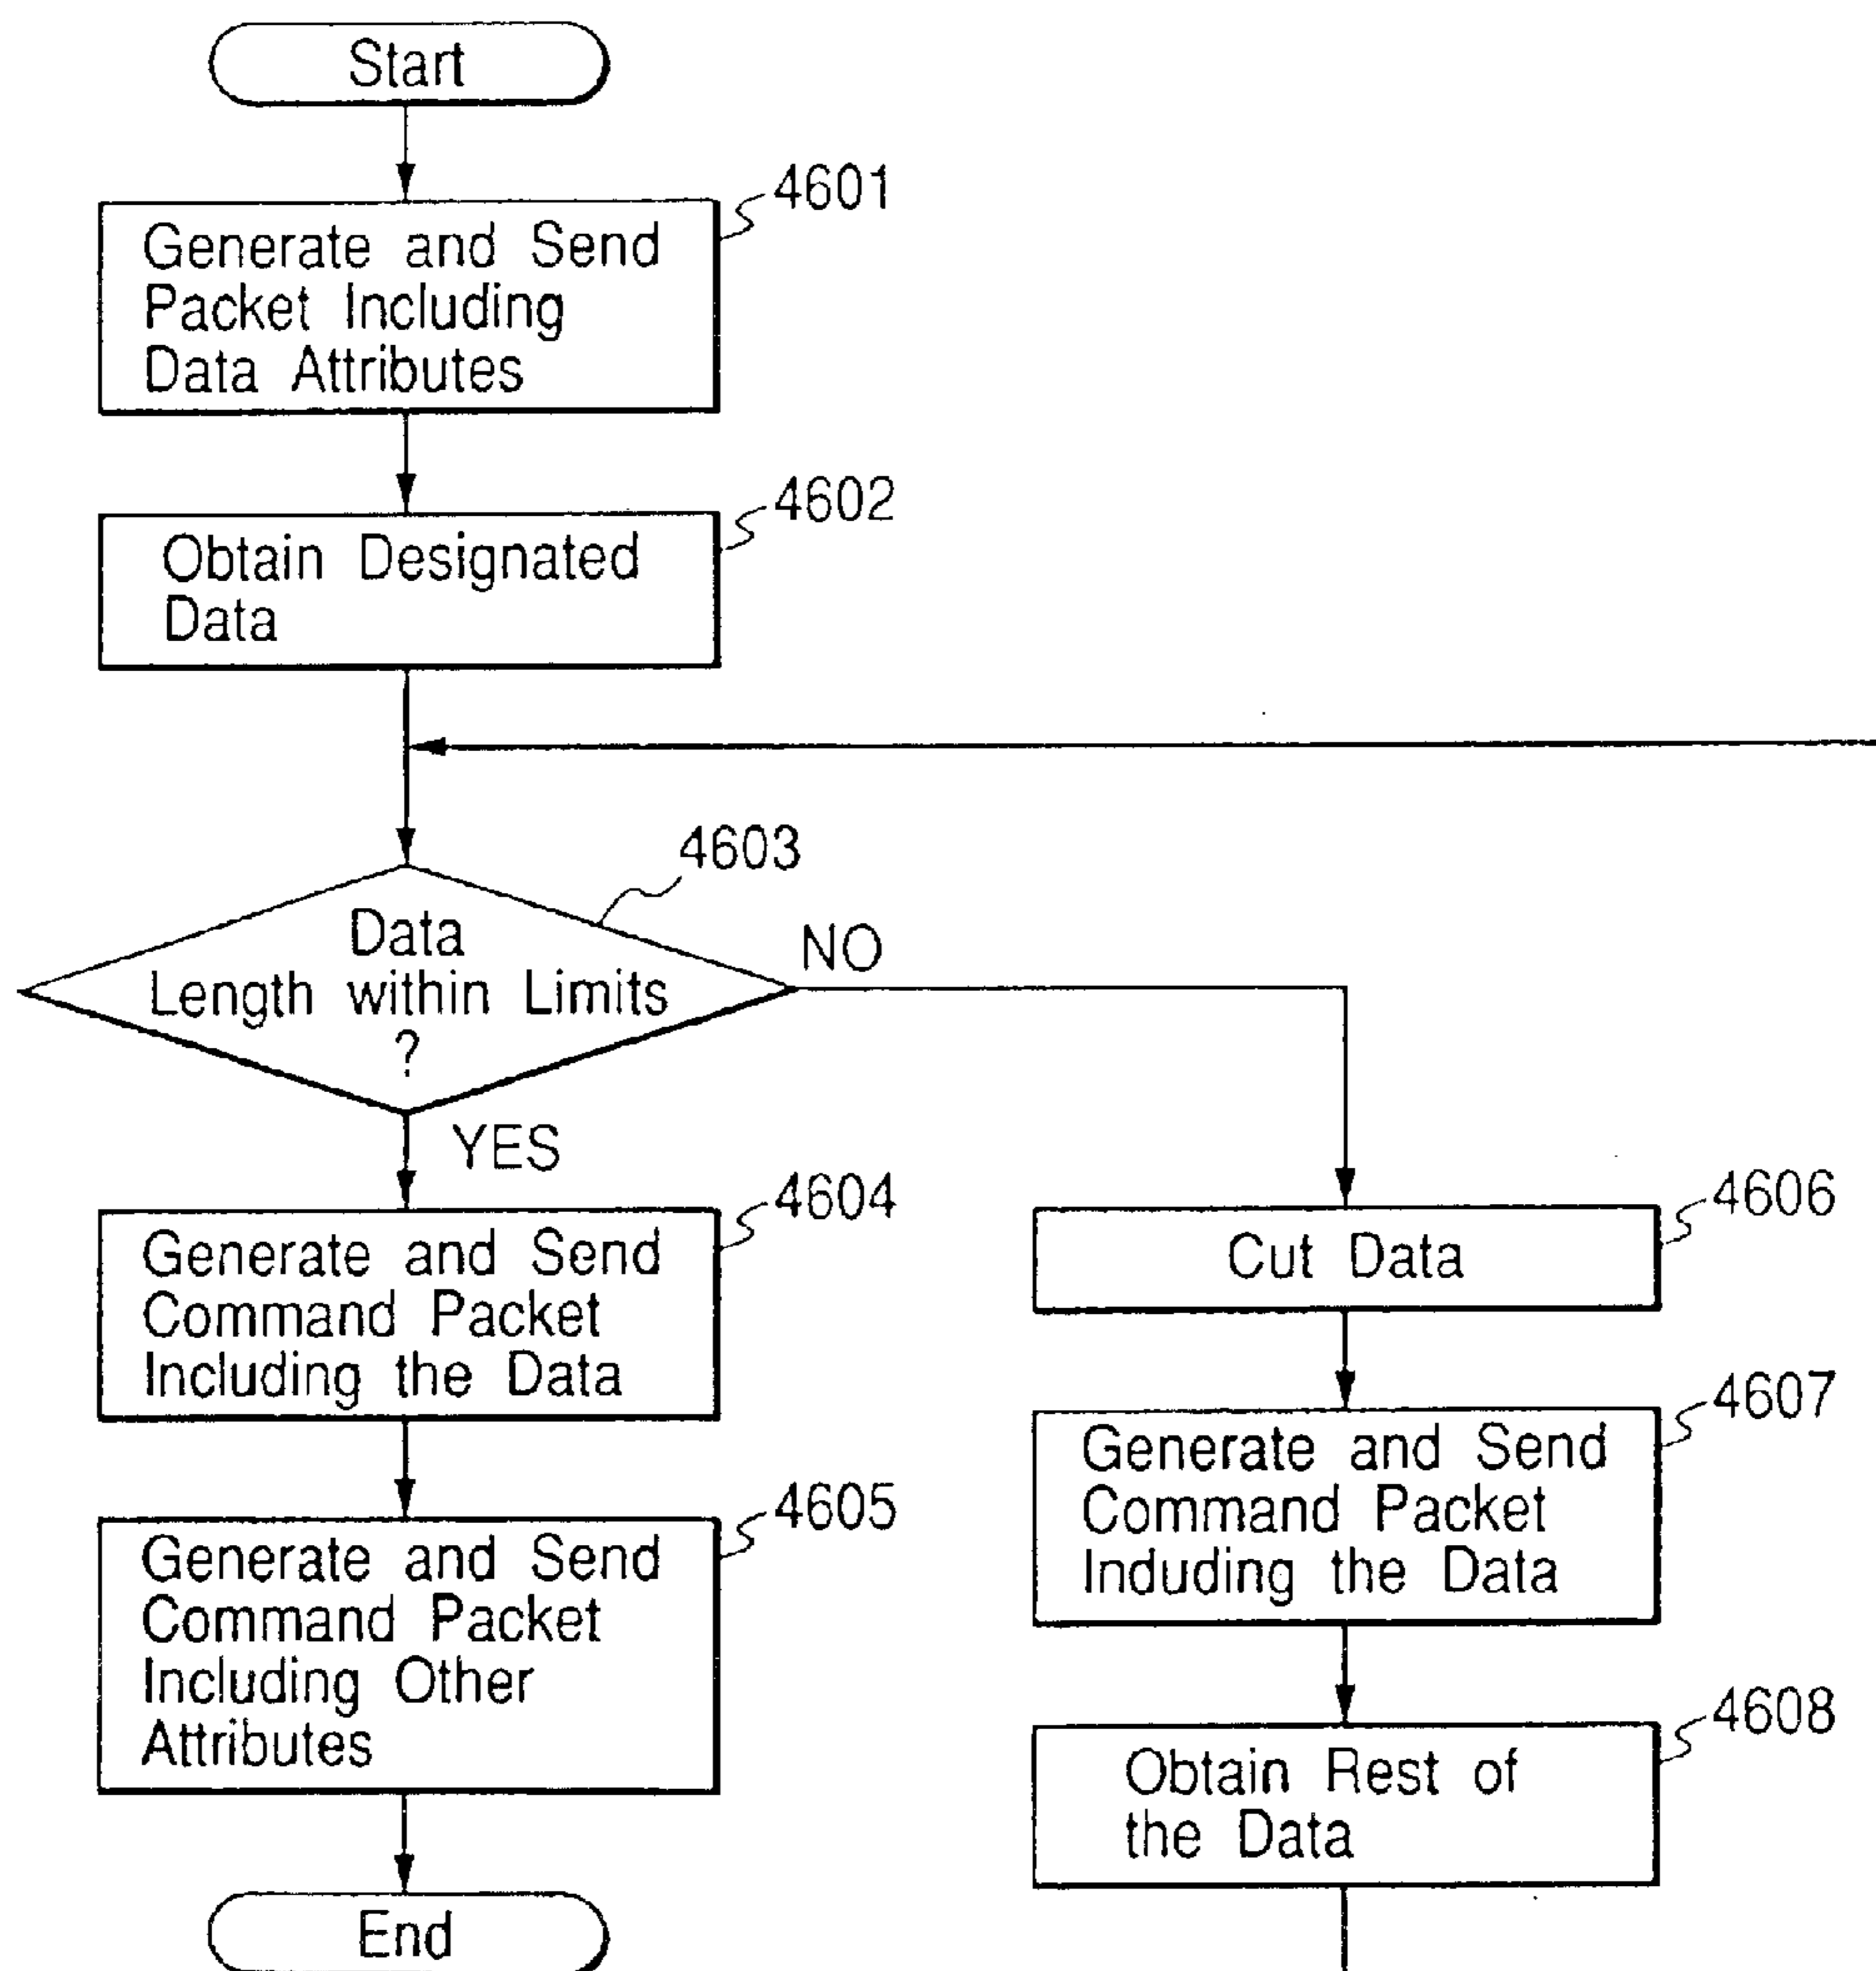 Start
4601
Generate and Send
Packet Including
Data Attributes
4602
Obtain Designated
Data
4603
Data
Length within Limits
?
NO
YES
4604
Generate and Send
Command Packet
Including the Data
4605
Generate and Send
Command Packet
Including Other
Attributes
End
4606
Cut Data
4607
Generate and Send
Command Packet
Induding the Data
4608
Obtain Rest of
the Data